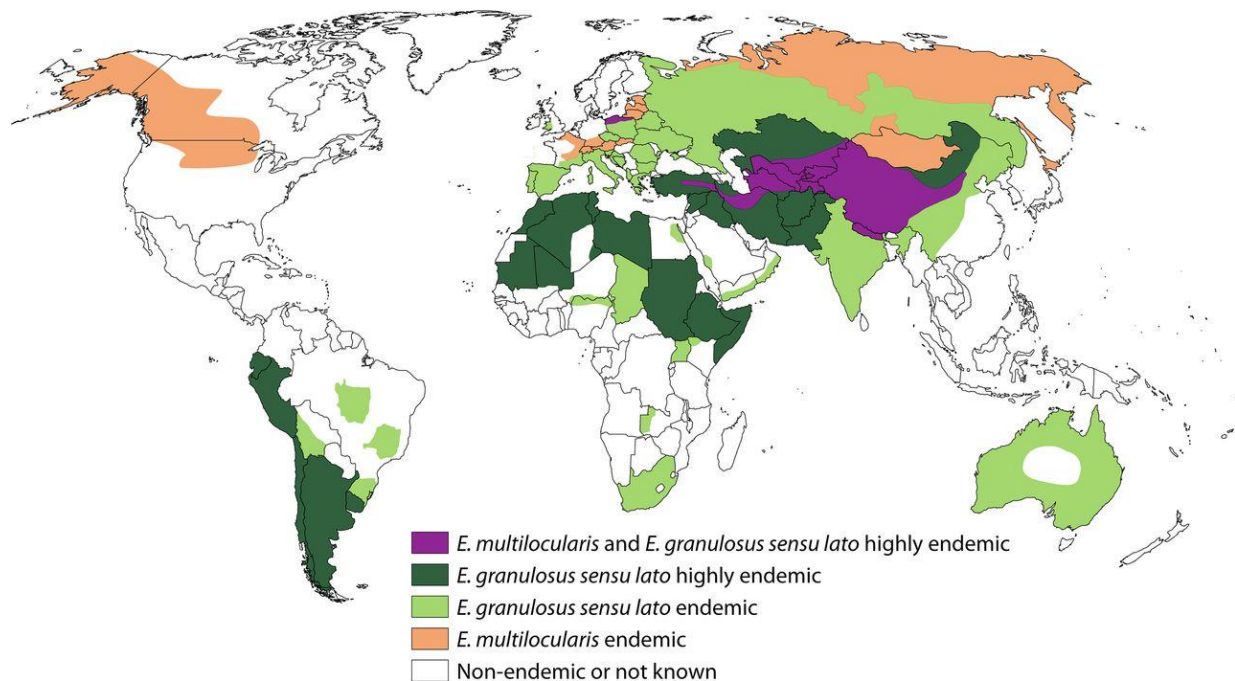 E. multilocularis and E. granulosus sensu lato highly endemic
E. granulosus sensu lato highly endemic
E. granulosus sensu lato endemic
E. multilocularis endemic
Non-endemic or not known